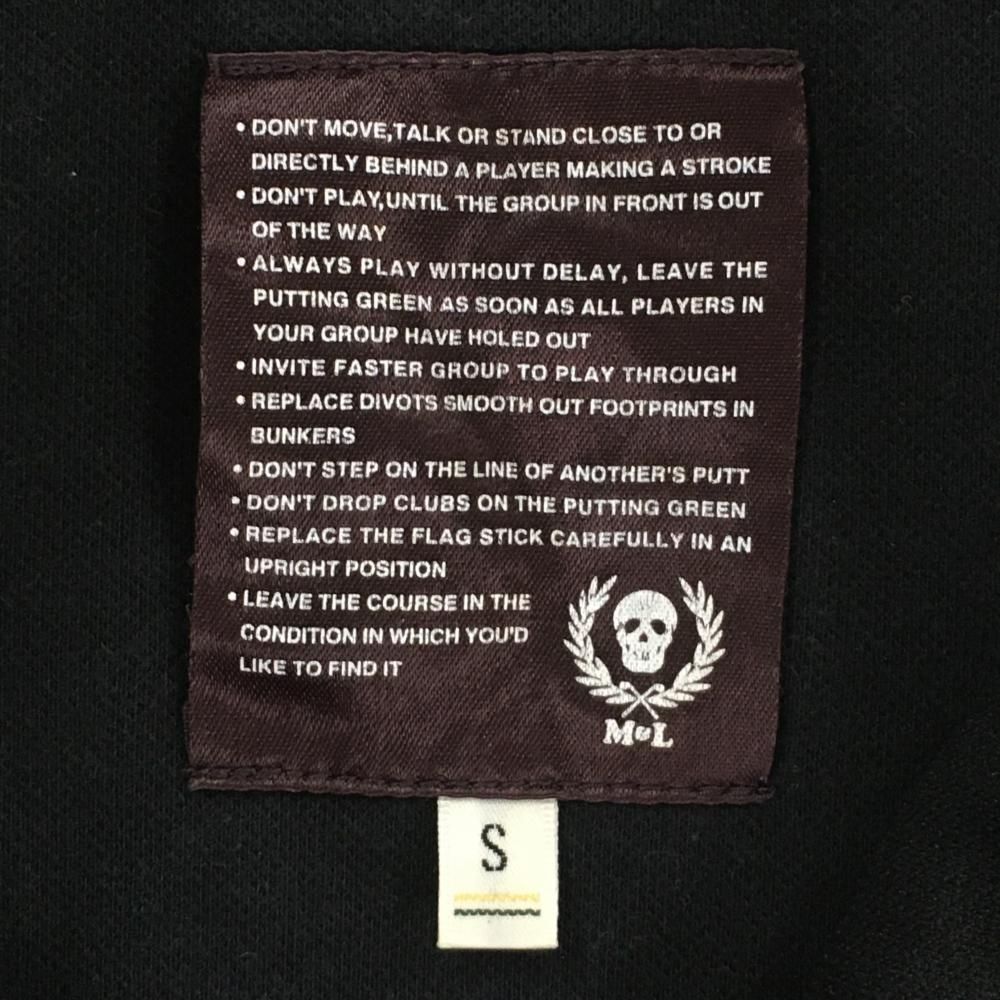 • DON'T MOVE,TALK OR STAND CLOSE TO OR
DIRECTLY BEHIND A PLAYER MAKING A STROKE
• DON'T PLAY,UNTIL THE GROUP IN FRONT IS OUT
OF THE WAY
• ALWAYS PLAY WITHOUT DELAY, LEAVE THE
PUTTING GREEN AS SOON AS ALL PLAYERS IN
YOUR GROUP HAVE HOLED OUT
• INVITE FASTER GROUP TO PLAY THROUGH
• REPLACE DIVOTS SMOOTH OUT FOOTPRINTS IN
BUNKERS
• DON'T STEP ON THE LINE OF ANOTHER'S PUTT
• DON'T DROP CLUBS ON THE PUTTING GREEN
• REPLACE THE FLAG STICK CAREFULLY IN AN
UPRIGHT POSITION
• LEAVE THE COURSE IN THE
CONDITION IN WHICH YOU'D
LIKE TO FIND IT
M&L
S